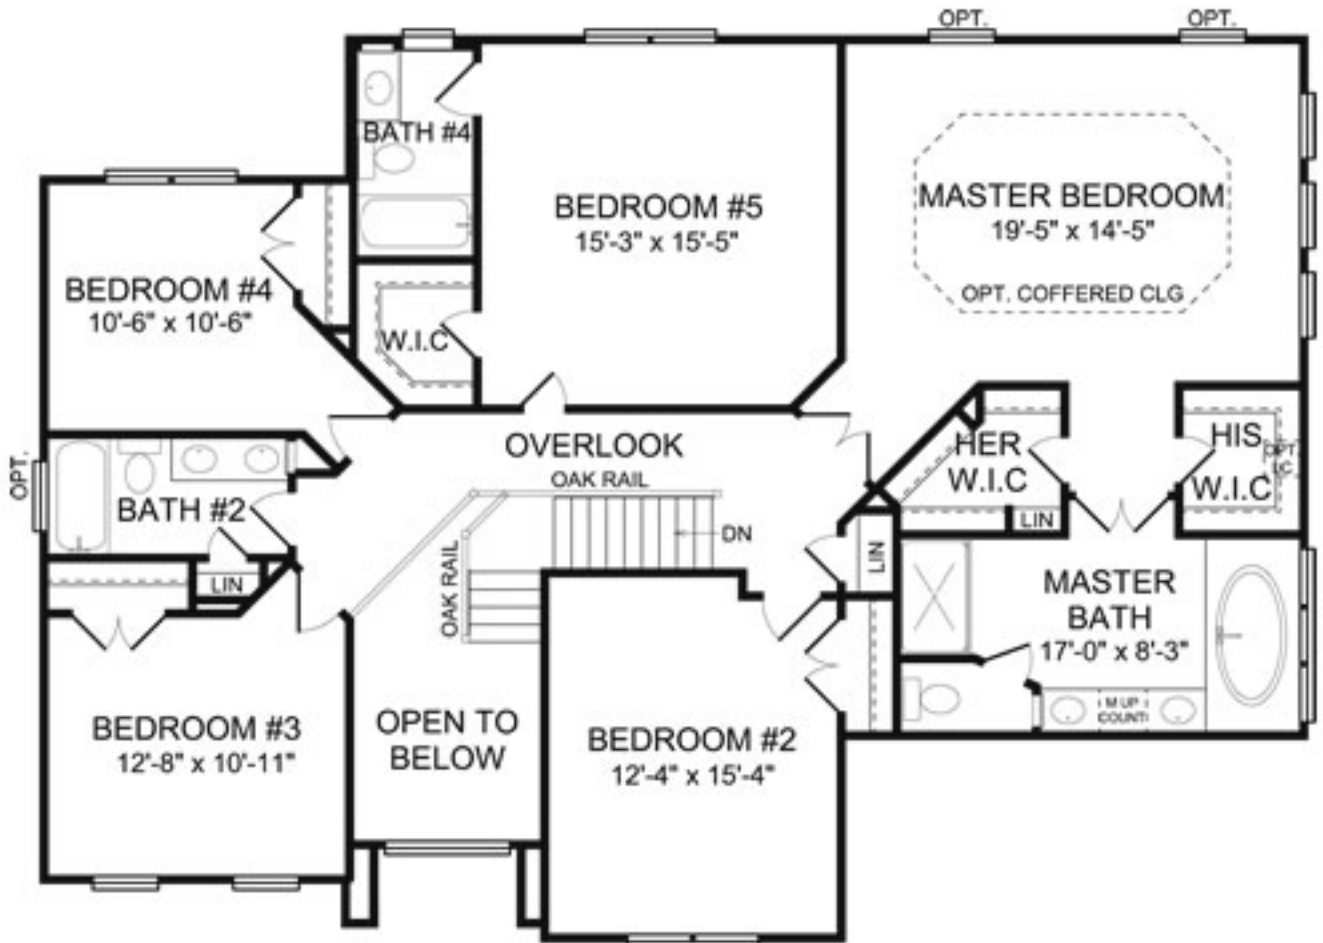 OPT.
OPT.
BATH #4
BEDROOM #5
15'-3" x 15'-5"
MASTER BEDROOM
19'-5" x 14'-5"
OPT. COFFERED CLG
BEDROOM #4
10'-6" x 10'-6"
W.I.C
OVERLOOK
OAK RAIL
HER
W.I.C
HIS
W.I.C
OPT.
LIN
OPT.
BATH #2
LIN
DN
OAK RAIL
LIN
MASTER
BATH
17'-0" x 8'-3"
M UP
COUNT
BEDROOM #3
12'-8" x 10'-11"
OPEN TO
BELOW
BEDROOM #2
12'-4" x 15'-4"